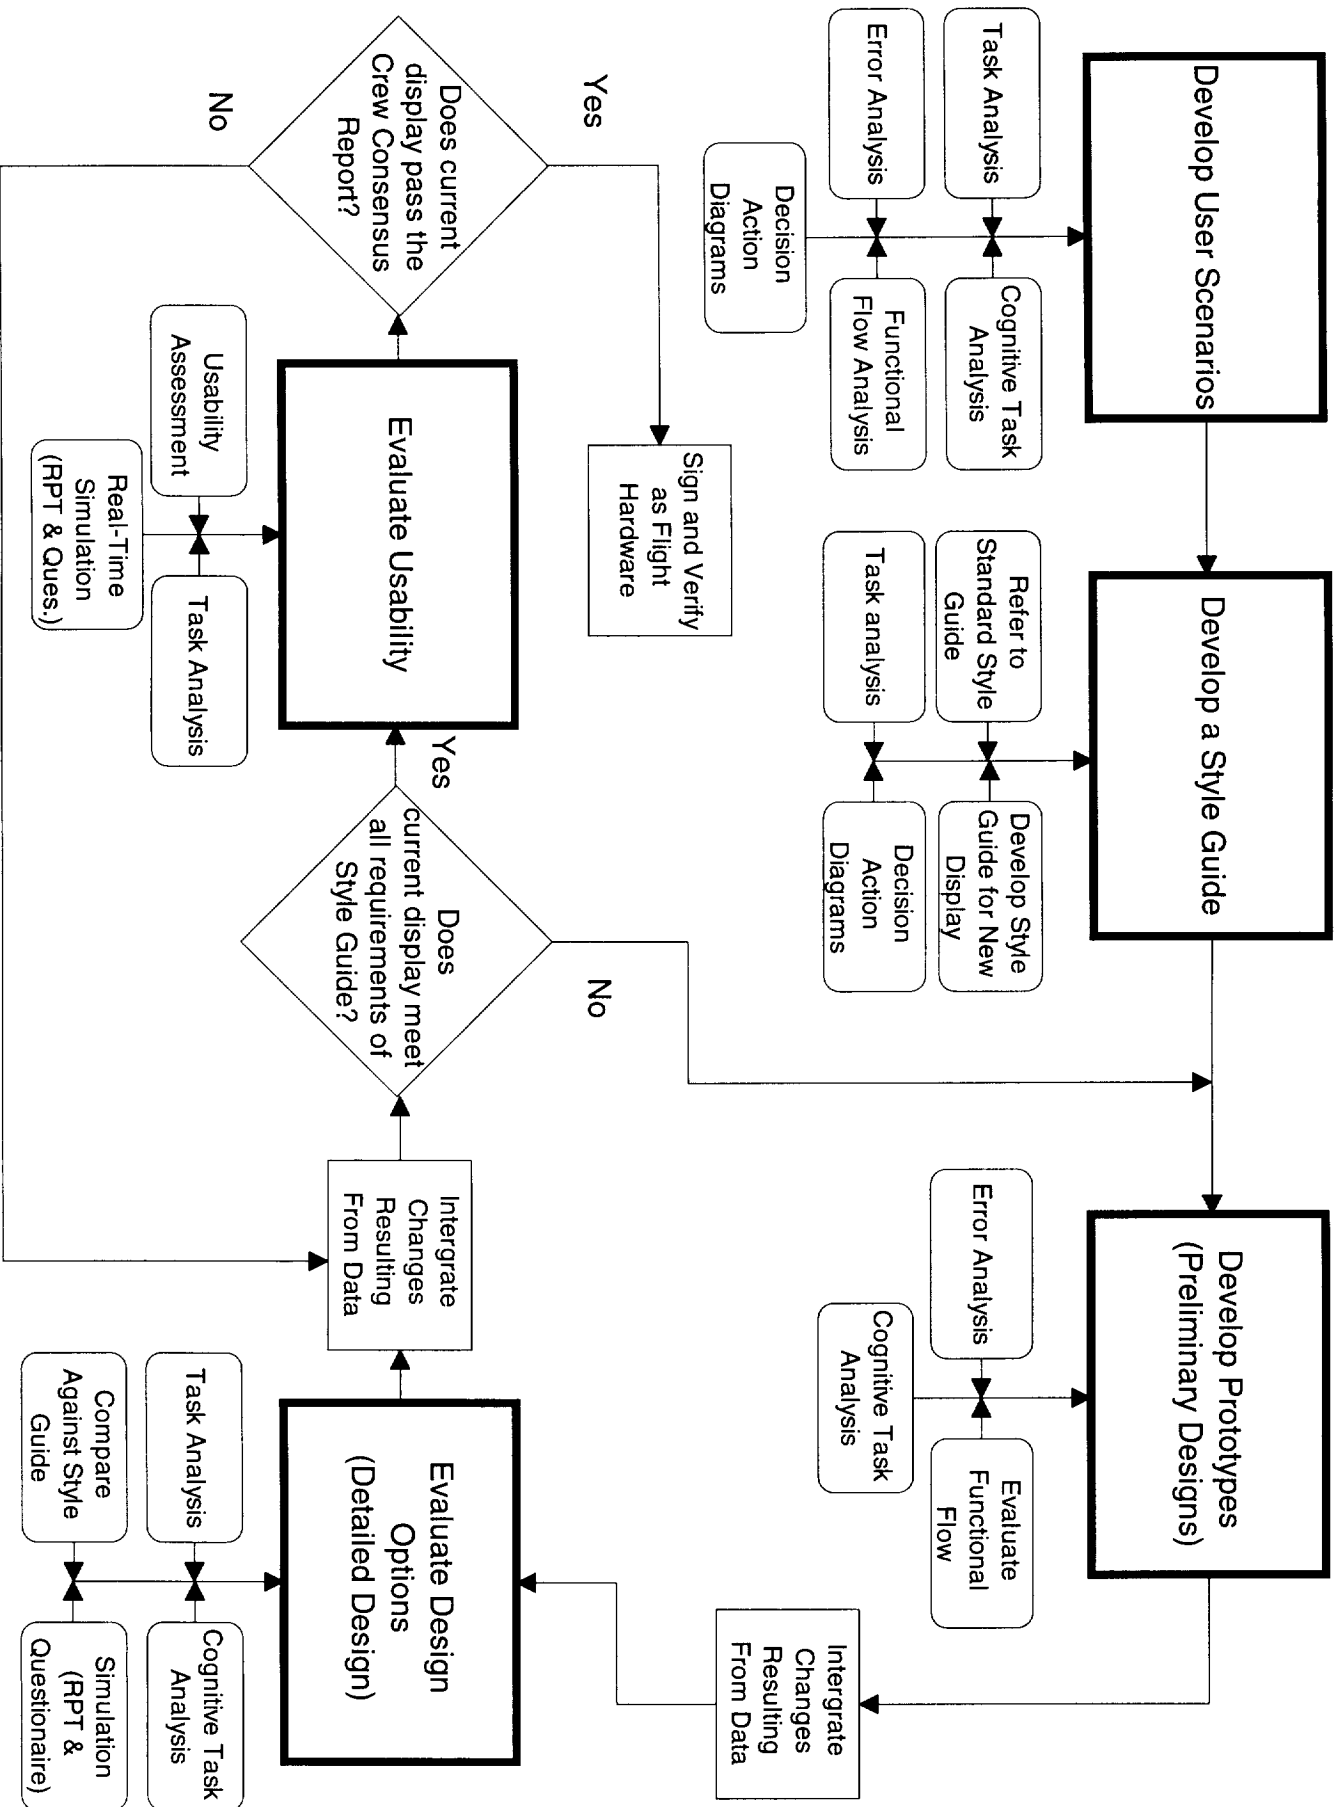 Develop User Scenarios
Task Analysis
Cognitive Task
Analysis
Error Analysis
Functional
Flow Analysis
Decision
Action
Diagrams
Develop a Style Guide
Refer to
Standard Style
Guide
Develop Style
Guide for New
Display
Task analysis
Decision
Action
Diagrams
Develop Prototypes
(Preliminary Designs)
Error Analysis
Evaluate
Functional
Flow
Cognitive Task
Analysis
Intergrate
Changes
Resulting
From Data
Yes
Sign and Verify
as Flight
Hardware
Does current
display pass the
Crew Consensus
Report?
No
Evaluate Usability
Usability
Assessment
Task Analysis
Real-Time
Simulation
(RPT & Ques.)
Yes
Does
current display meet
all requirements of
Style Guide?
No
Intergrate
Changes
Resulting
From Data
Evaluate Design
Options
(Detailed Design)
Task Analysis
Cognitive Task
Analysis
Compare
Against Style
Guide
Simulation
(RPT &
Questionaire)